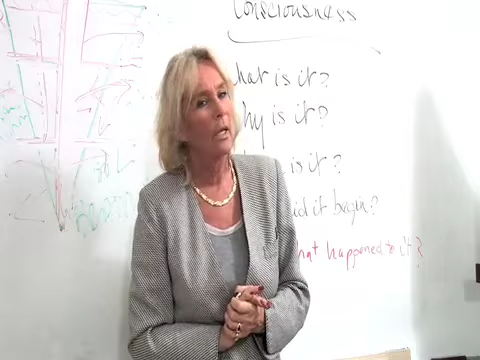 Consciousness
hat is it?
hy is it?
is it?
id it begin?
hat happened to it?